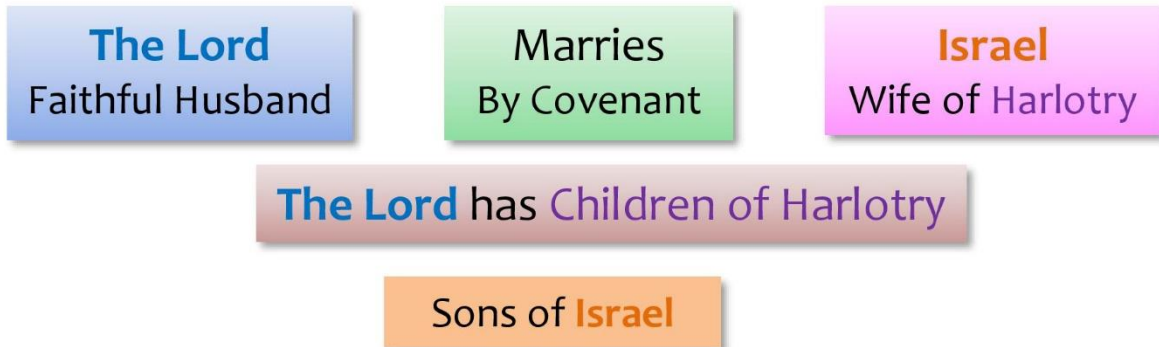 The Lord
Faithful Husband
Marries
By Covenant
Israel
Wife of Harlotry
The Lord has Children of Harlotry
Sons of Israel